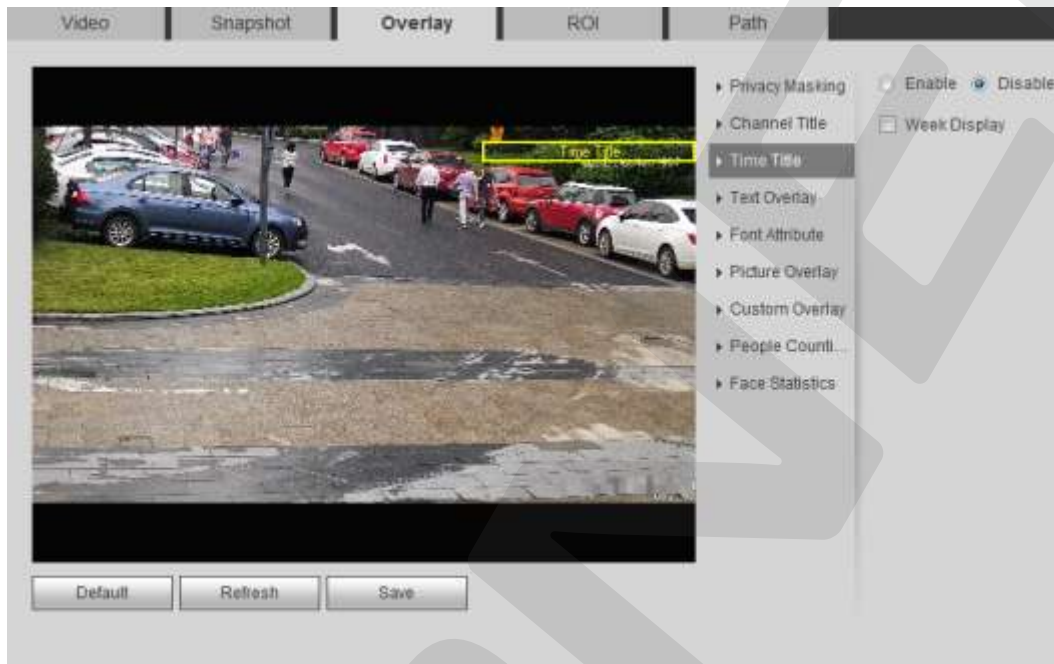 Video
Snapshot
Overlay
ROI
Path
Time Title
Privacy Masking
Enable
Disable
Channel Title
Week Display
Time Title
Text Overlay
Font Attribute
Picture Overlay
Custom Overlay
People Counti...
Face Statistics
Default
Refresh
Save